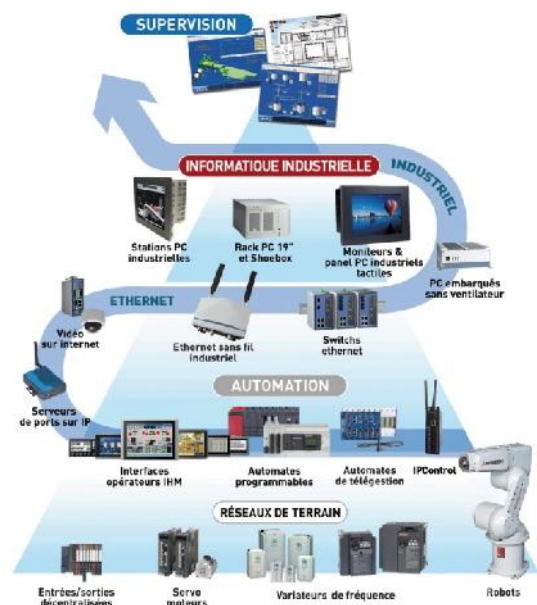 SUPERVISION
INFORMATIQUE INDUSTRIELLE
INDUSTRIEL
Stations PC
industrielles
Rack PC 19"
et Shoebox
Moniteurs &
panel PC industriels
tactiles
PC embarqués
sans ventilateur
ETHERNET
Vidéo
sur internet
Ethernet sans fil
industriel
Switchs
ethernet
Serveurs
de ports sur IP
AUTOMATION
Interfaces
opérateurs IHM
Automates
programmables
Automates
de télégestion
IPControl
RÉSEAUX DE TERRAIN
Entrées/sorties
décentralisées
Servo
moteurs
Variateurs de fréquence
Robots